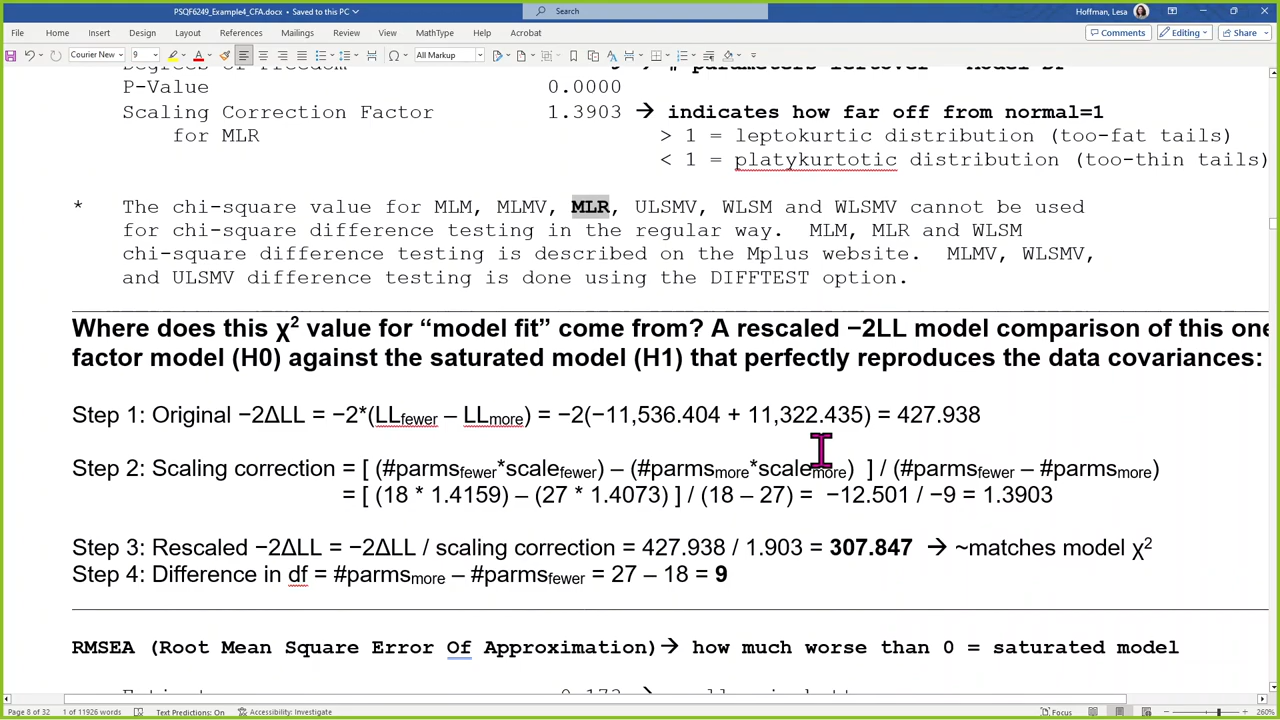 PSQF6249_Example4_CFA.docx • Saved to this PC
Search
Hoffman, Lesa
File Home Insert Design Layout References Mailings Review View MathType Help Acrobat
Comments Editing Share
Courier New 9 All Markup
P-Value 0.0000
Scaling Correction Factor 1.3903 → indicates how far off from normal=1
for MLR > 1 = leptokurtic distribution (too-fat tails)
< 1 = platykurtotic distribution (too-thin tails)
* The chi-square value for MLM, MLMV, MLR, ULSMV, WLSM and WLSMV cannot be used
for chi-square difference testing in the regular way. MLM, MLR and WLSM
chi-square difference testing is described on the Mplus website. MLMV, WLSMV,
and ULSMV difference testing is done using the DIFFTEST option.
Where does this χ² value for “model fit” come from? A rescaled −2LL model comparison of this one
factor model (H0) against the saturated model (H1) that perfectly reproduces the data covariances:
Step 1: Original −2ΔLL = −2*(LLfewer – LLmore) = −2(−11,536.404 + 11,322.435) = 427.938
Step 2: Scaling correction = [ (#parmsfewer*scalefewer) – (#parmsmore*scalemore) ] / (#parmsfewer – #parmsmore)
= [ (18 * 1.4159) – (27 * 1.4073) ] / (18 – 27) = −12.501 / −9 = 1.3903
Step 3: Rescaled −2ΔLL = −2ΔLL / scaling correction = 427.938 / 1.903 = 307.847 → ~matches model χ²
Step 4: Difference in df = #parmsmore – #parmsfewer = 27 – 18 = 9
RMSEA (Root Mean Square Error Of Approximation)→ how much worse than 0 = saturated model
Page 8 of 32 1 of 11926 words Text Predictions: On Accessibility: Investigate Focus 260%